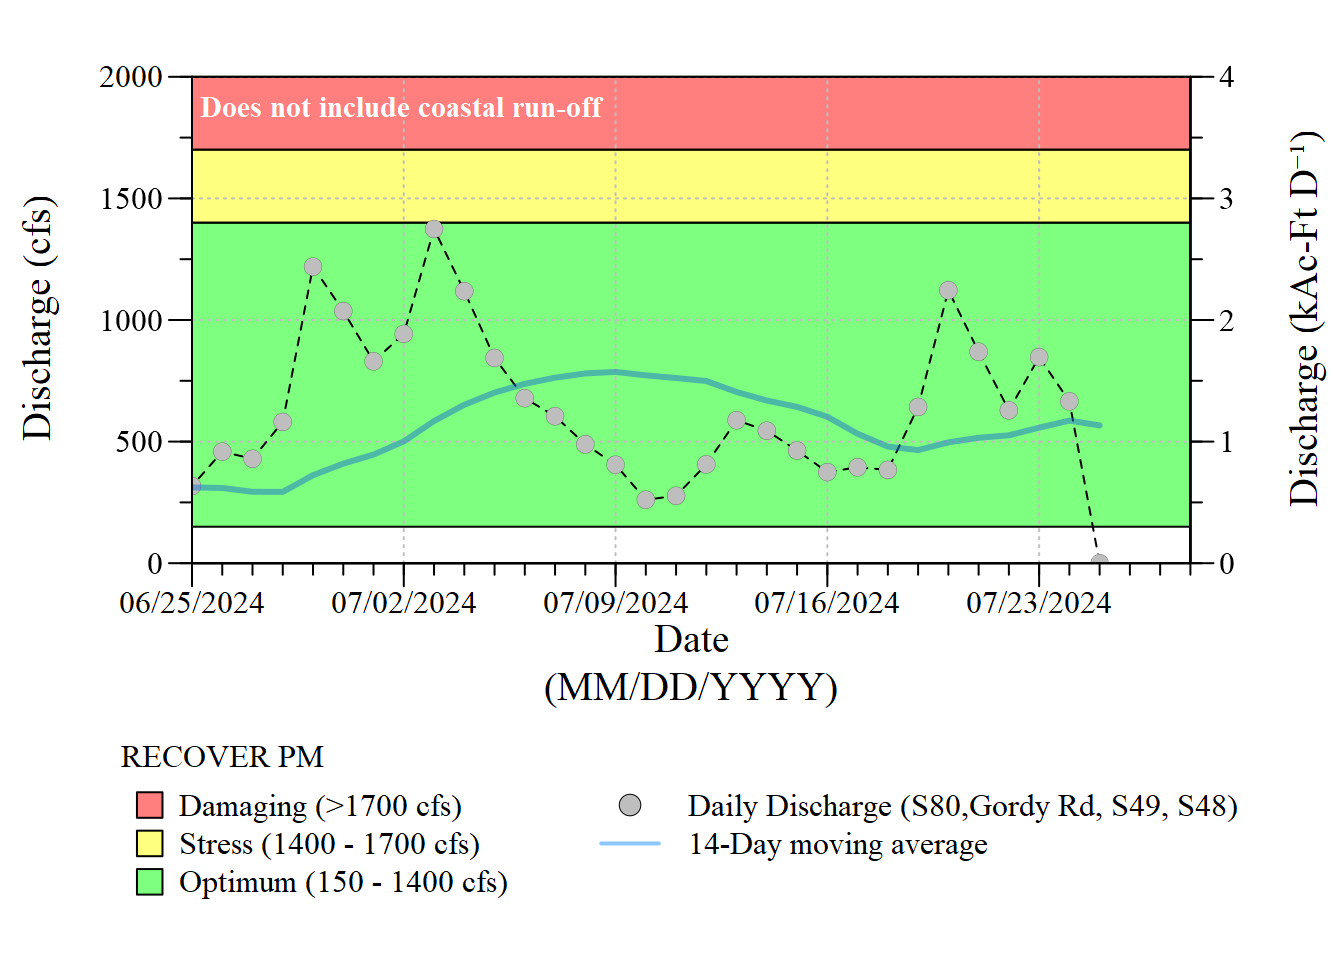 2000
1500
1000
500
0
Discharge (cfs)
Does not include coastal run-off
4
3
2
1
0
Discharge (kAc-Ft D⁻¹)
06/25/2024 07/02/2024 07/09/2024 07/16/2024 07/23/2024
Date
(MM/DD/YYYY)
RECOVER PM
Damaging (>1700 cfs)
Stress (1400 - 1700 cfs)
Optimum (150 - 1400 cfs)
Daily Discharge (S80,Gordy Rd, S49, S48)
14-Day moving average